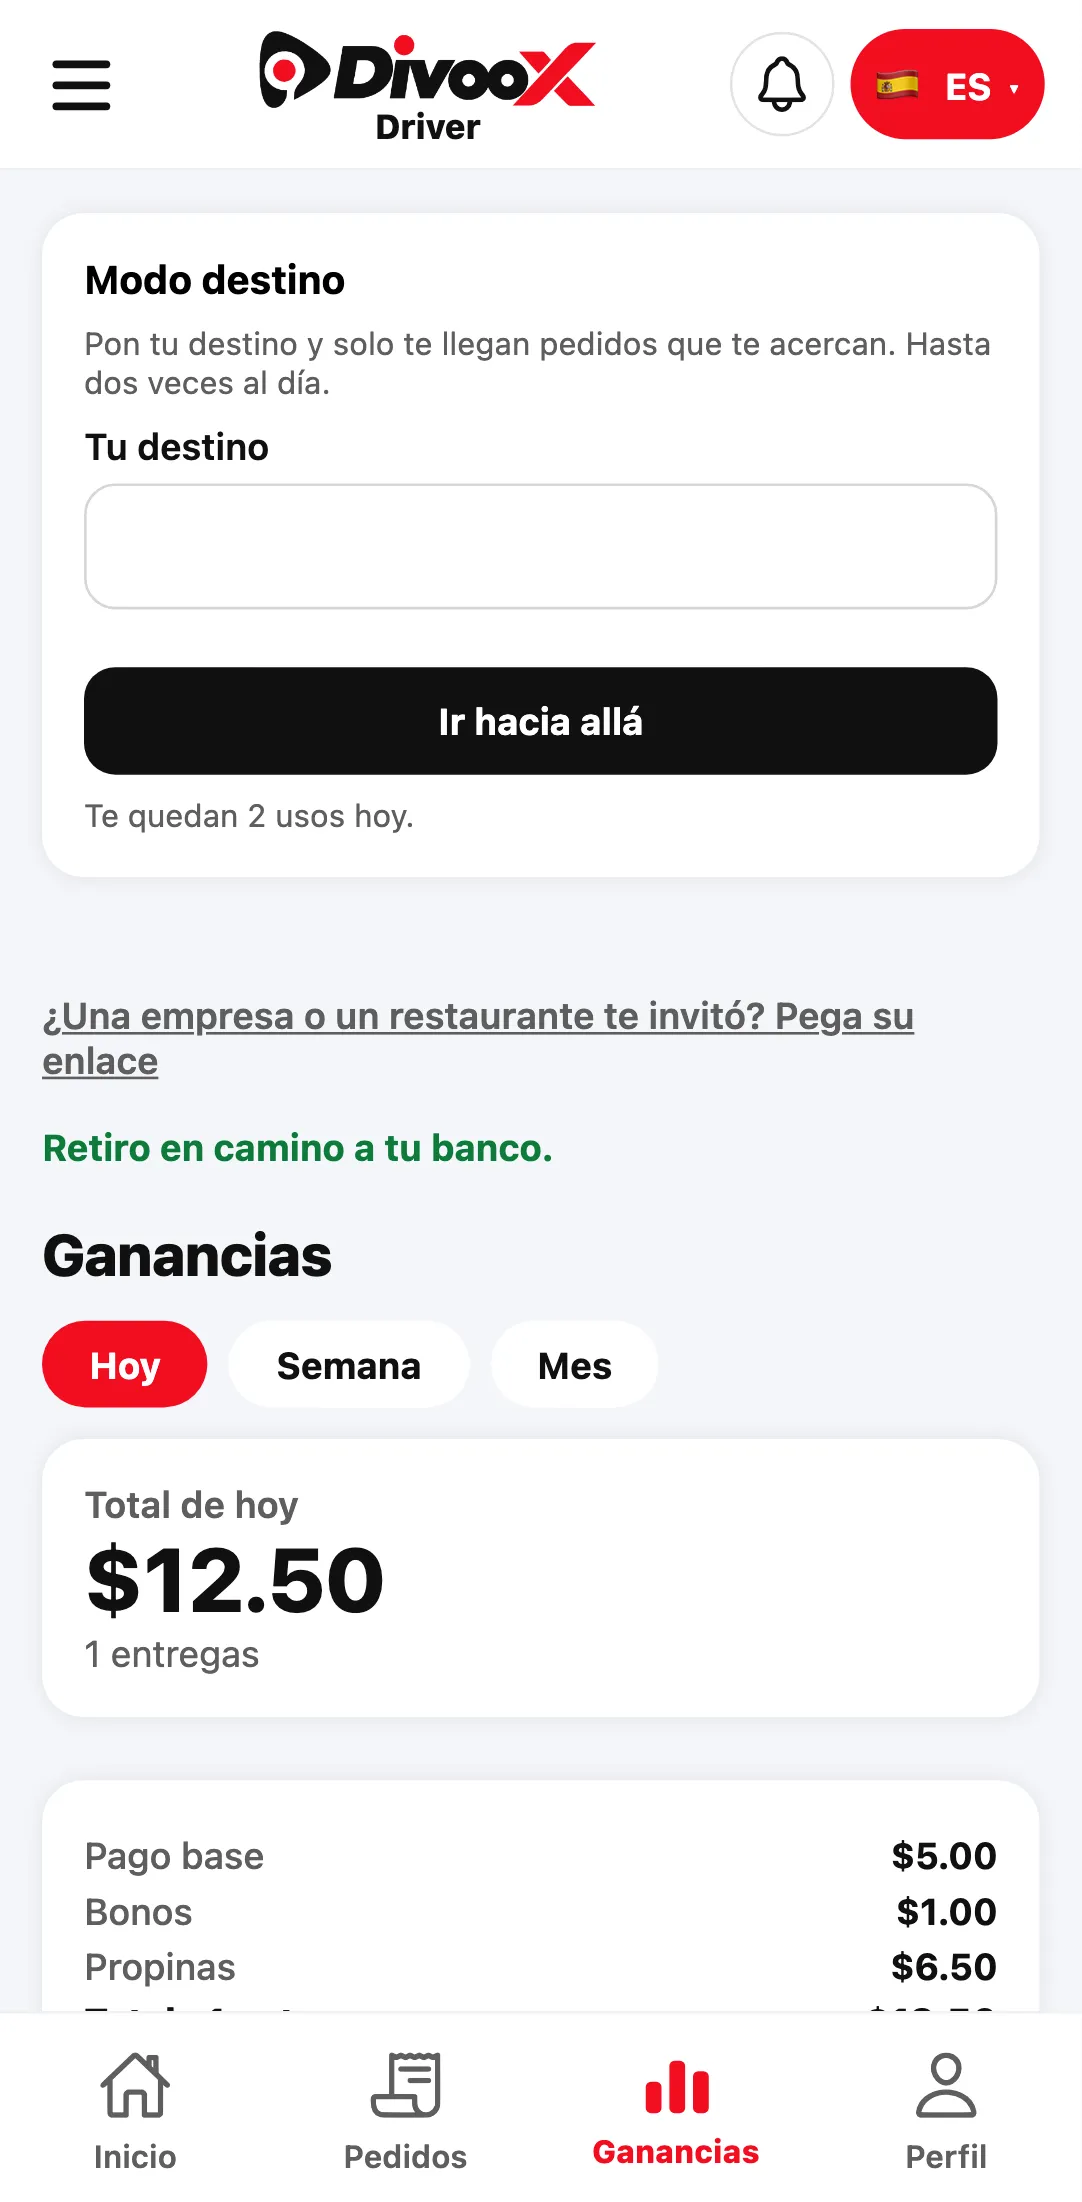 DivooX
Driver
ES
Modo destino
Pon tu destino y solo te llegan pedidos que te acercan. Hasta
dos veces al día.
Tu destino
Ir hacia allá
Te quedan 2 usos hoy.
¿Una empresa o un restaurante te invitó? Pega su
enlace
Retiro en camino a tu banco.
Ganancias
Hoy Semana Mes
Total de hoy
$12.50
1 entregas
Pago base $5.00
Bonos $1.00
Propinas $6.50
Inicio Pedidos Ganancias Perfil